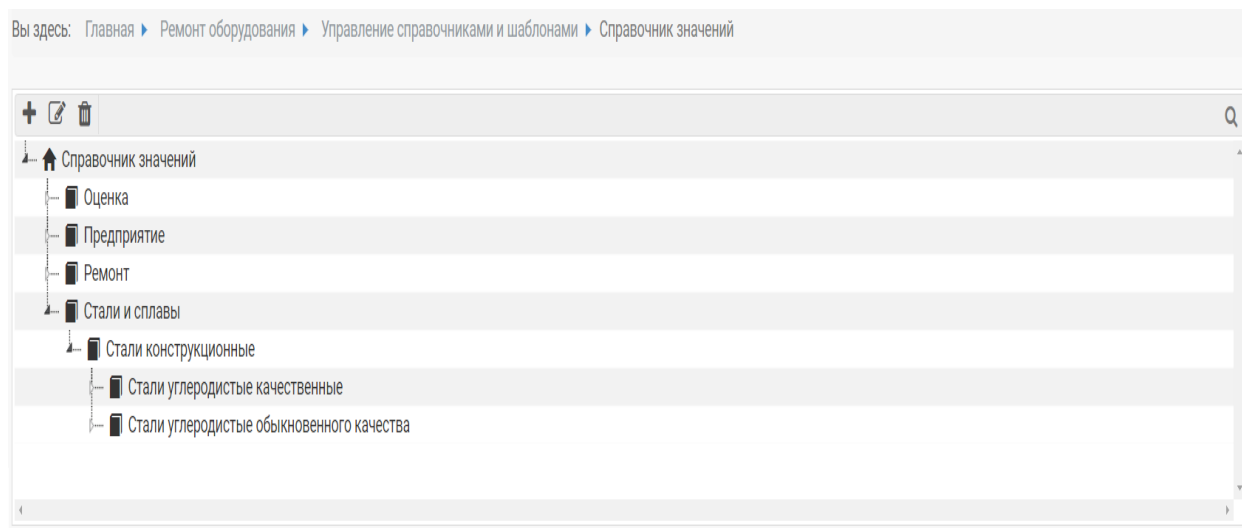 Вы здесь: Главная Ремонт оборудования Управление справочниками и шаблонами Справочник значений
Справочник значений
Оценка
Предприятие
Ремонт
Стали и сплавы
Стали конструкционные
Стали углеродистые качественные
Стали углеродистые обыкновенного качества